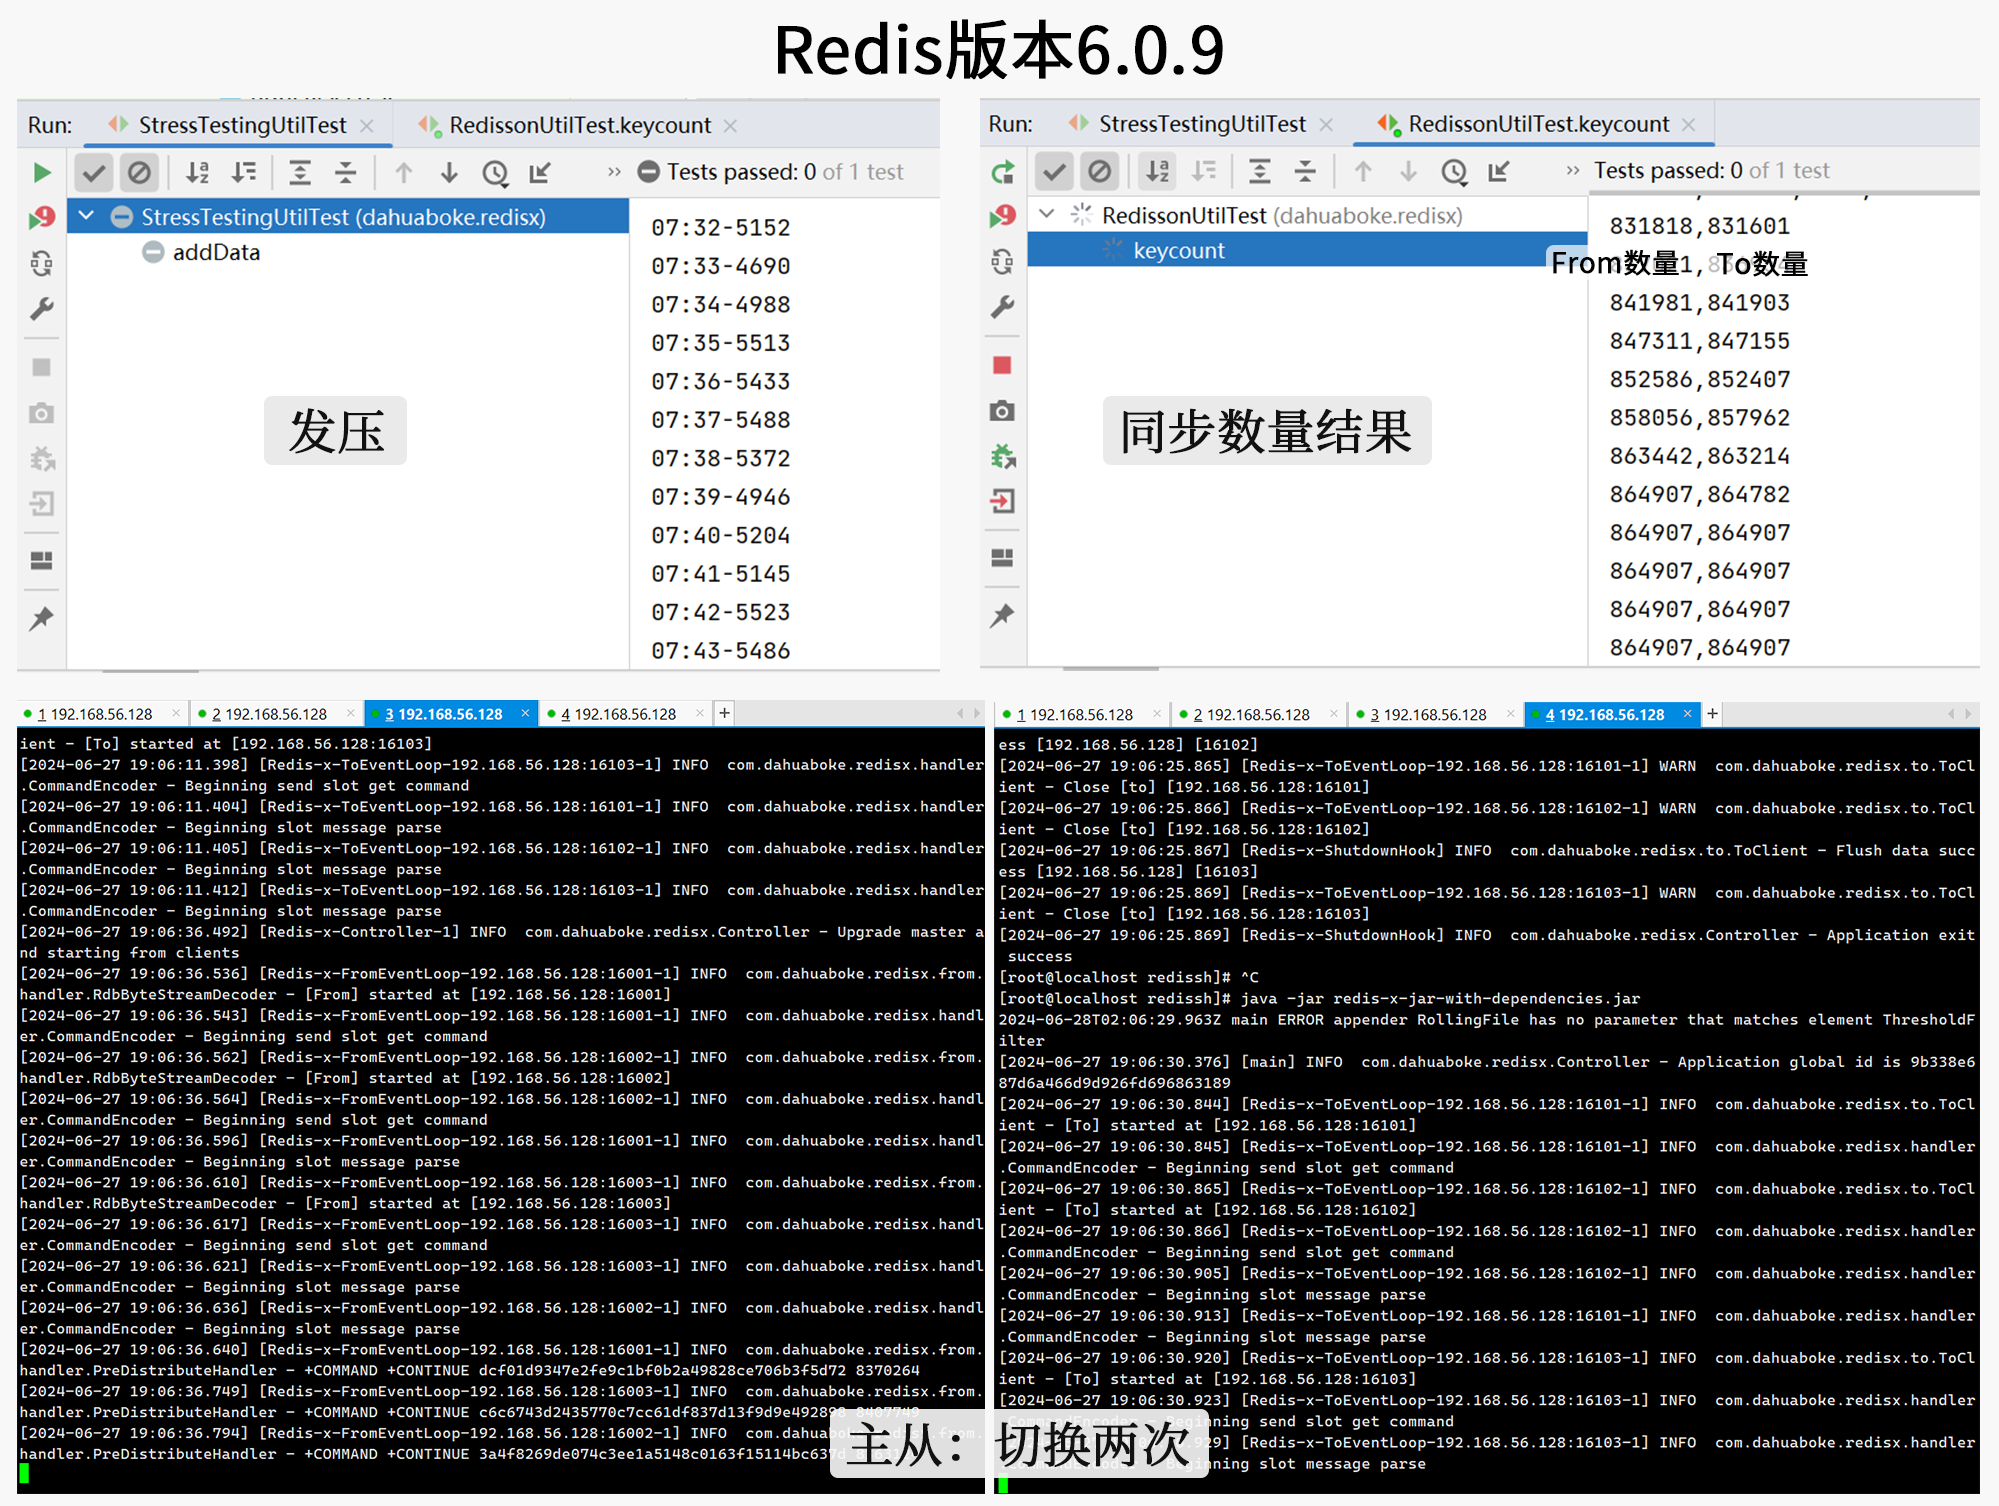 Redis版本6.0.9
Run: StressTestingUtilTest × RedissonUtilTest.keycount ×
Tests passed: 0 of 1 test
StressTestingUtilTest (dahuaboke.redisx)
addData
07:32-5152
07:33-4690
07:34-4988
07:35-5513
07:36-5433
07:37-5488
07:38-5372
07:39-4946
07:40-5204
07:41-5145
07:42-5523
07:43-5486
发压
Run: StressTestingUtilTest × RedissonUtilTest.keycount ×
Tests passed: 0 of 1 test
RedissonUtilTest (dahuaboke.redisx)
keycount
831818,831601
From数量 To数量
841981,841903
847311,847155
852586,852407
858056,857962
863442,863214
864907,864782
864907,864907
864907,864907
864907,864907
864907,864907
同步数量结果
1 192.168.56.128 × 2 192.168.56.128 × 3 192.168.56.128 × 4 192.168.56.128 × +
ient - [To] started at [192.168.56.128:16103]
[2024-06-27 19:06:11.398] [Redis-x-ToEventLoop-192.168.56.128:16103-1] INFO  com.dahuaboke.redisx.handler
.CommandEncoder - Beginning send slot get command
[2024-06-27 19:06:11.404] [Redis-x-ToEventLoop-192.168.56.128:16101-1] INFO  com.dahuaboke.redisx.handler
.CommandEncoder - Beginning slot message parse
[2024-06-27 19:06:11.405] [Redis-x-ToEventLoop-192.168.56.128:16102-1] INFO  com.dahuaboke.redisx.handler
.CommandEncoder - Beginning slot message parse
[2024-06-27 19:06:11.412] [Redis-x-ToEventLoop-192.168.56.128:16103-1] INFO  com.dahuaboke.redisx.handler
.CommandEncoder - Beginning slot message parse
[2024-06-27 19:06:36.492] [Redis-x-Controller-1] INFO  com.dahuaboke.redisx.Controller - Upgrade master a
nd starting from clients
[2024-06-27 19:06:36.536] [Redis-x-FromEventLoop-192.168.56.128:16001-1] INFO  com.dahuaboke.redisx.from.
handler.RdbByteStreamDecoder - [From] started at [192.168.56.128:16001]
[2024-06-27 19:06:36.543] [Redis-x-FromEventLoop-192.168.56.128:16001-1] INFO  com.dahuaboke.redisx.handl
er.CommandEncoder - Beginning send slot get command
[2024-06-27 19:06:36.562] [Redis-x-FromEventLoop-192.168.56.128:16002-1] INFO  com.dahuaboke.redisx.from.
handler.RdbByteStreamDecoder - [From] started at [192.168.56.128:16002]
[2024-06-27 19:06:36.564] [Redis-x-FromEventLoop-192.168.56.128:16002-1] INFO  com.dahuaboke.redisx.handl
er.CommandEncoder - Beginning send slot get command
[2024-06-27 19:06:36.596] [Redis-x-FromEventLoop-192.168.56.128:16001-1] INFO  com.dahuaboke.redisx.handl
er.CommandEncoder - Beginning slot message parse
[2024-06-27 19:06:36.610] [Redis-x-FromEventLoop-192.168.56.128:16003-1] INFO  com.dahuaboke.redisx.from.
handler.RdbByteStreamDecoder - [From] started at [192.168.56.128:16003]
[2024-06-27 19:06:36.617] [Redis-x-FromEventLoop-192.168.56.128:16003-1] INFO  com.dahuaboke.redisx.handl
er.CommandEncoder - Beginning send slot get command
[2024-06-27 19:06:36.621] [Redis-x-FromEventLoop-192.168.56.128:16003-1] INFO  com.dahuaboke.redisx.handl
er.CommandEncoder - Beginning slot message parse
[2024-06-27 19:06:36.636] [Redis-x-FromEventLoop-192.168.56.128:16002-1] INFO  com.dahuaboke.redisx.handl
er.CommandEncoder - Beginning slot message parse
[2024-06-27 19:06:36.640] [Redis-x-FromEventLoop-192.168.56.128:16001-1] INFO  com.dahuaboke.redisx.from.
handler.PreDistributeHandler - +COMMAND +CONTINUE dcf01d9347e2fe9c1bf0b2a49828ce706b3f5d72 8370264
[2024-06-27 19:06:36.749] [Redis-x-FromEventLoop-192.168.56.128:16003-1] INFO  com.dahuaboke.redisx.from.
handler.PreDistributeHandler - +COMMAND +CONTINUE c6c6743d2435770c7cc61df837d13f9d9e492898 8407749
[2024-06-27 19:06:36.794] [Redis-x-FromEventLoop-192.168.56.128:16002-1] INFO  com.dahuabo
handler.PreDistributeHandler - +COMMAND +CONTINUE 3a4f8269de074c3ee1a5148c0163f15114bc637d
1 192.168.56.128 × 2 192.168.56.128 × 3 192.168.56.128 × 4 192.168.56.128 × +
ess [192.168.56.128] [16102]
[2024-06-27 19:06:25.865] [Redis-x-ToEventLoop-192.168.56.128:16101-1] WARN  com.dahuaboke.redisx.to.ToCl
ient - Close [to] [192.168.56.128:16101]
[2024-06-27 19:06:25.866] [Redis-x-ToEventLoop-192.168.56.128:16102-1] WARN  com.dahuaboke.redisx.to.ToCl
ient - Close [to] [192.168.56.128:16102]
[2024-06-27 19:06:25.867] [Redis-x-ShutdownHook] INFO  com.dahuaboke.redisx.to.ToClient - Flush data succ
ess [192.168.56.128] [16103]
[2024-06-27 19:06:25.869] [Redis-x-ToEventLoop-192.168.56.128:16103-1] WARN  com.dahuaboke.redisx.to.ToCl
ient - Close [to] [192.168.56.128:16103]
[2024-06-27 19:06:25.869] [Redis-x-ShutdownHook] INFO  com.dahuaboke.redisx.Controller - Application exit
success
[root@localhost redissh]# ^C
[root@localhost redissh]# java -jar redis-x-jar-with-dependencies.jar
2024-06-28T02:06:29.963Z main ERROR appender RollingFile has no parameter that matches element ThresholdF
ilter
[2024-06-27 19:06:30.376] [main] INFO  com.dahuaboke.redisx.Controller - Application global id is 9b338e6
87d6a466d9d926fd696863189
[2024-06-27 19:06:30.844] [Redis-x-ToEventLoop-192.168.56.128:16101-1] INFO  com.dahuaboke.redisx.to.ToCl
ient - [To] started at [192.168.56.128:16101]
[2024-06-27 19:06:30.845] [Redis-x-ToEventLoop-192.168.56.128:16101-1] INFO  com.dahuaboke.redisx.handler
.CommandEncoder - Beginning send slot get command
[2024-06-27 19:06:30.865] [Redis-x-ToEventLoop-192.168.56.128:16102-1] INFO  com.dahuaboke.redisx.to.ToCl
ient - [To] started at [192.168.56.128:16102]
[2024-06-27 19:06:30.866] [Redis-x-ToEventLoop-192.168.56.128:16102-1] INFO  com.dahuaboke.redisx.handler
.CommandEncoder - Beginning send slot get command
[2024-06-27 19:06:30.905] [Redis-x-ToEventLoop-192.168.56.128:16102-1] INFO  com.dahuaboke.redisx.handler
.CommandEncoder - Beginning slot message parse
[2024-06-27 19:06:30.913] [Redis-x-ToEventLoop-192.168.56.128:16101-1] INFO  com.dahuaboke.redisx.handler
.CommandEncoder - Beginning slot message parse
[2024-06-27 19:06:30.920] [Redis-x-ToEventLoop-192.168.56.128:16103-1] INFO  com.dahuaboke.redisx.to.ToCl
ient - [To] started at [192.168.56.128:16103]
[2024-06-27 19:06:30.923] [Redis-x-ToEventLoop-192.168.56.128:16103-1] INFO  com.dahuaboke.redisx.handler
.CommandEncoder - Beginning send slot get command
929] [Redis-x-ToEventLoop-192.168.56.128:16103-1] INFO  com.dahuaboke.redisx.handler
ng slot message parse
主从：切换两次